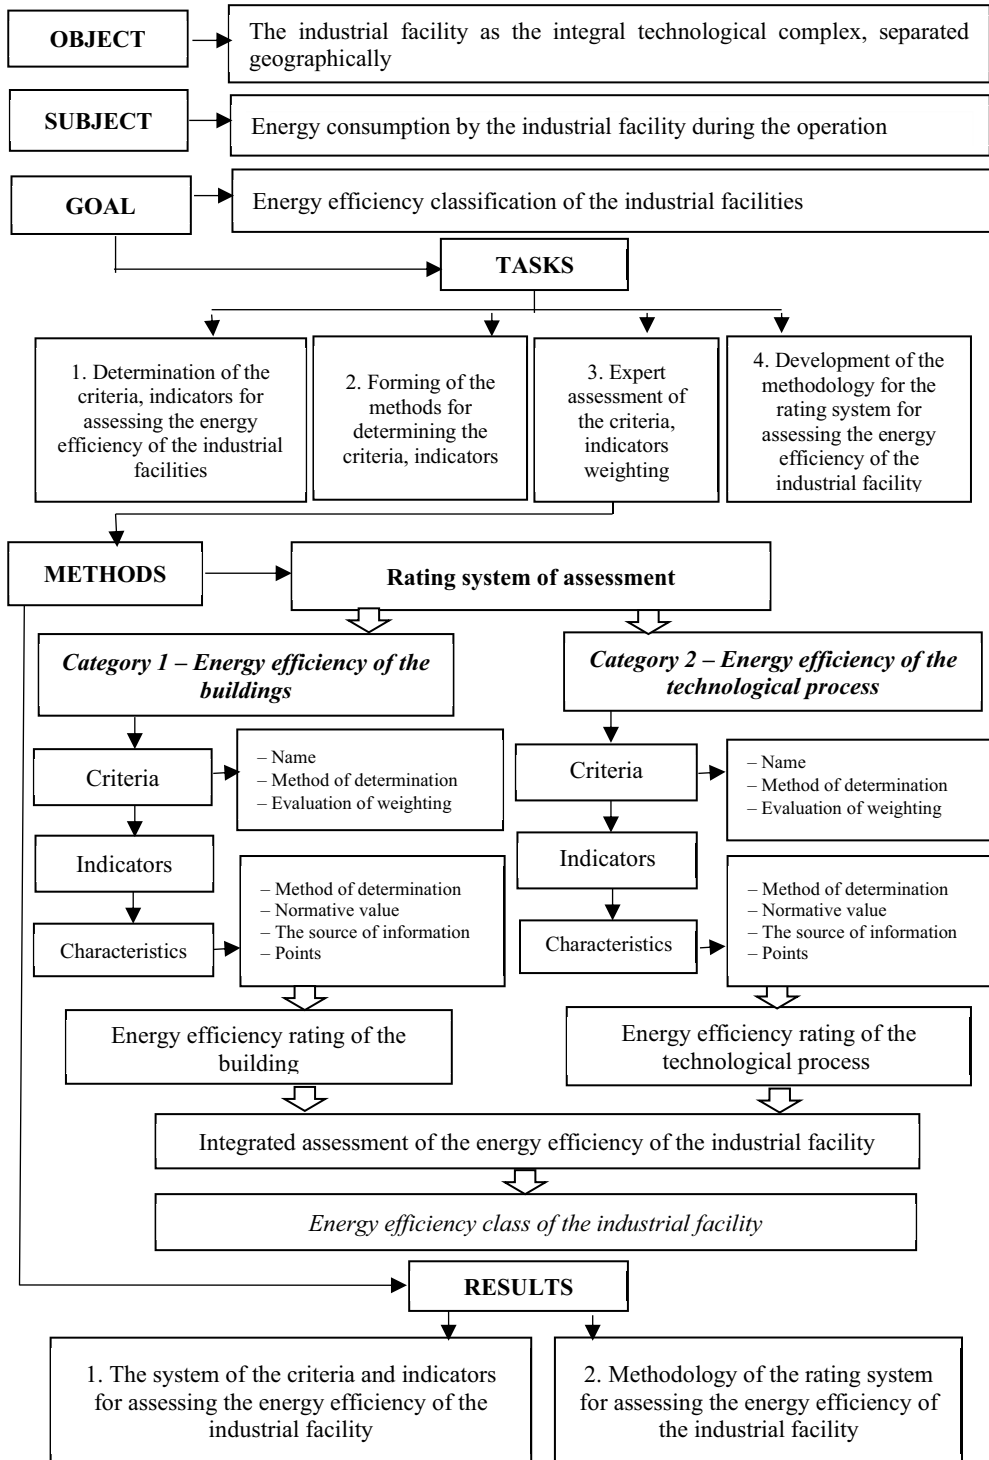 OBJECT
The industrial facility as the integral technological complex, separated
geographically
SUBJECT
Energy consumption by the industrial facility during the operation
GOAL
Energy efficiency classification of the industrial facilities
TASKS
1. Determination of the
criteria, indicators for
assessing the energy
efficiency of the industrial
facilities
2. Forming of the
methods for
determining the
criteria, indicators
3. Expert
assessment of
the criteria,
indicators
weighting
4. Development of the
methodology for the
rating system for
assessing the energy
efficiency of the
industrial facility
METHODS
Rating system of assessment
Category 1 – Energy efficiency of the
buildings
Category 2 – Energy efficiency of the
technological process
Criteria
– Name
– Method of determination
– Evaluation of weighting
Criteria
– Name
– Method of determination
– Evaluation of weighting
Indicators
Indicators
Characteristics
– Method of determination
– Normative value
– The source of information
– Points
Characteristics
– Method of determination
– Normative value
– The source of information
– Points
Energy efficiency rating of the
building
Energy efficiency rating of the
technological process
Integrated assessment of the energy efficiency of the industrial facility
Energy efficiency class of the industrial facility
RESULTS
1. The system of the criteria and indicators
for assessing the energy efficiency of the
industrial facility
2. Methodology of the rating system
for assessing the energy efficiency of
the industrial facility